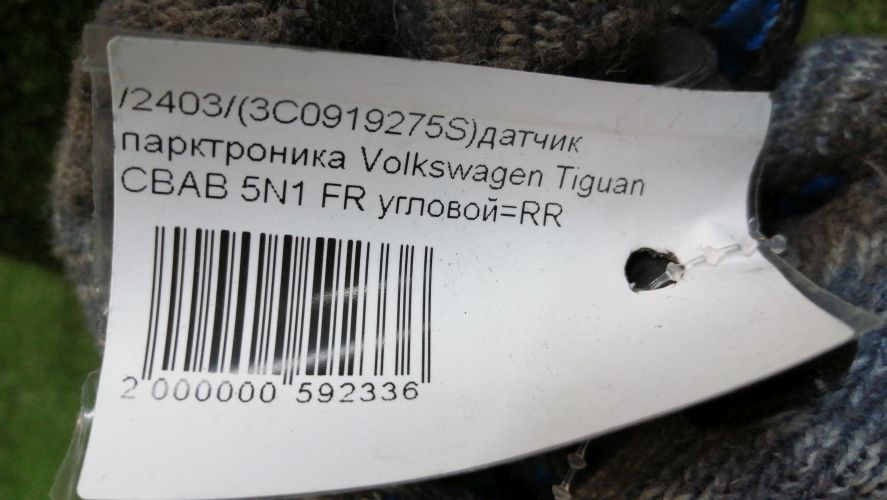 /2403/(3C0919275S)датчик
парктроника Volkswagen Tiguan
CBAB 5N1 FR угловой=RR
2 000000 592336